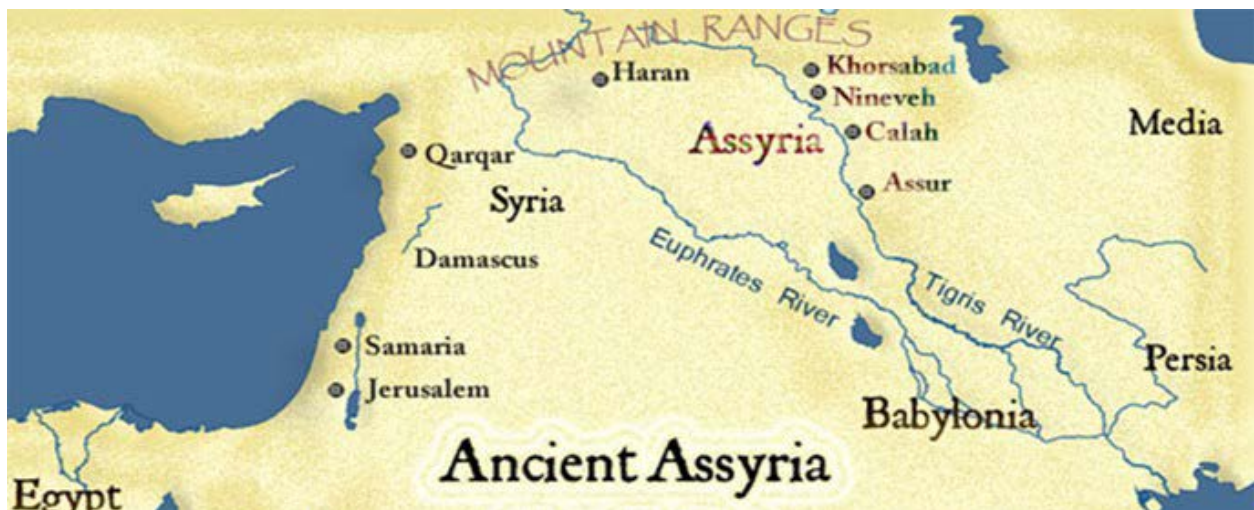 MOUNTAIN RANGES
Haran
Khorsabad
Nineveh
Media
Assyria
Calah
Qarqar
Assur
Syria
Damascus
Euphrates River
Tigris River
Samaria
Persia
Jerusalem
Babylonia
Ancient Assyria
Egypt